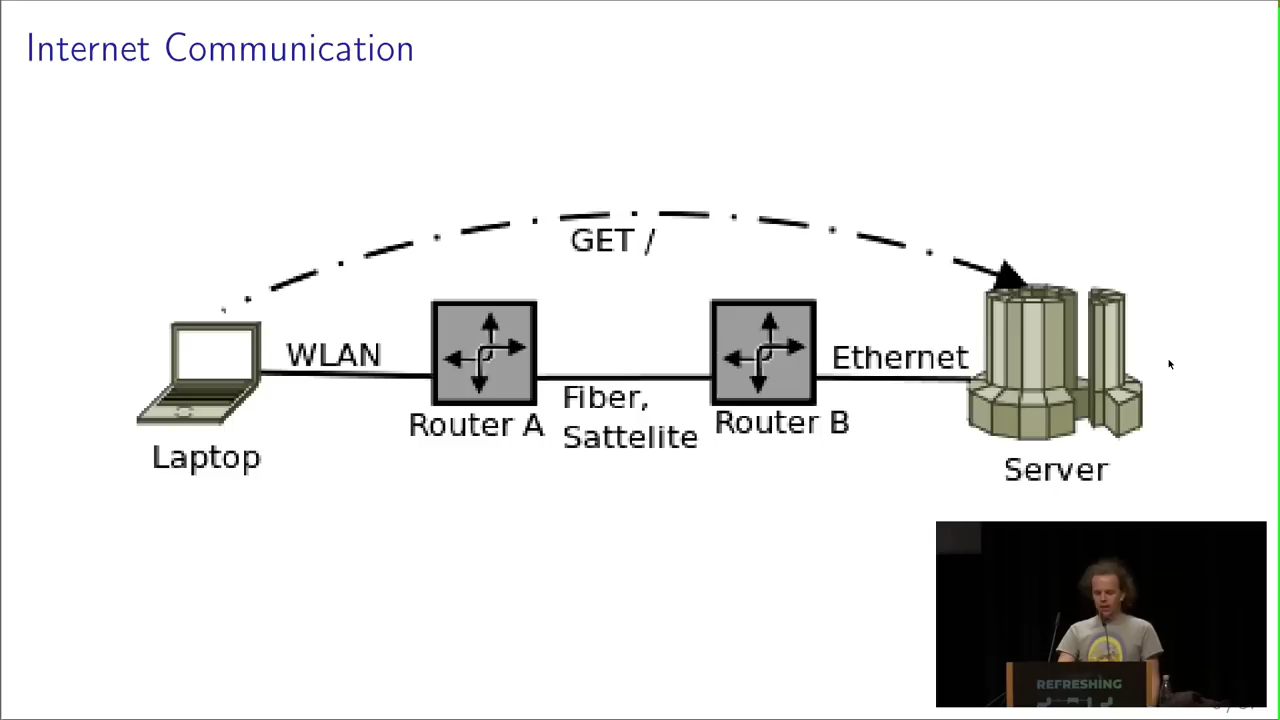 Internet Communication
GET /
WLAN
Ethernet
Fiber,
Sattelite
Router A
Router B
Laptop
Server
REFRESHING